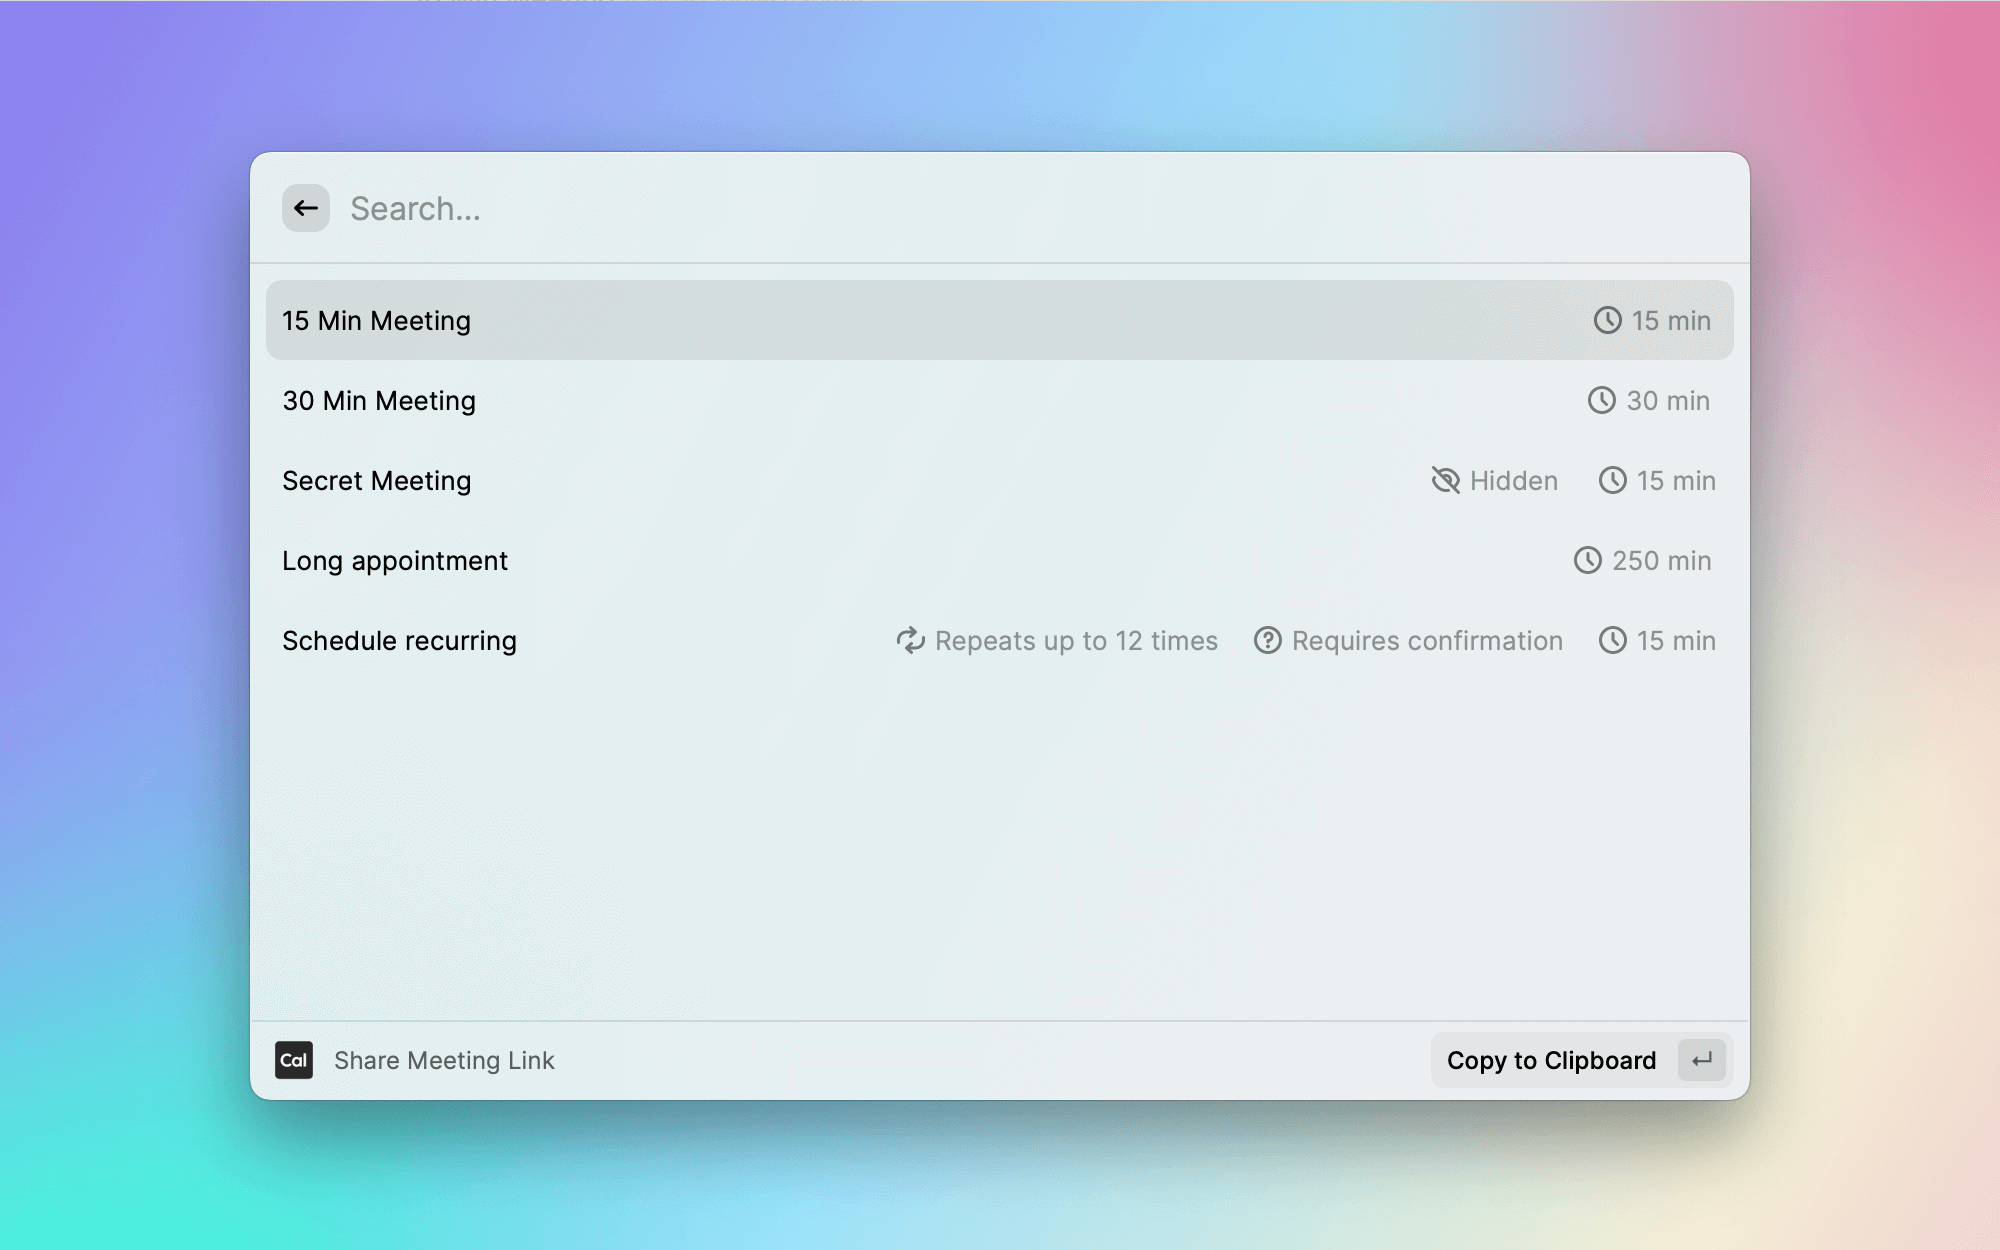 Search...
15 Min Meeting 15 min
30 Min Meeting 30 min
Secret Meeting Hidden 15 min
Long appointment 250 min
Schedule recurring Repeats up to 12 times Requires confirmation 15 min
Cal Share Meeting Link Copy to Clipboard